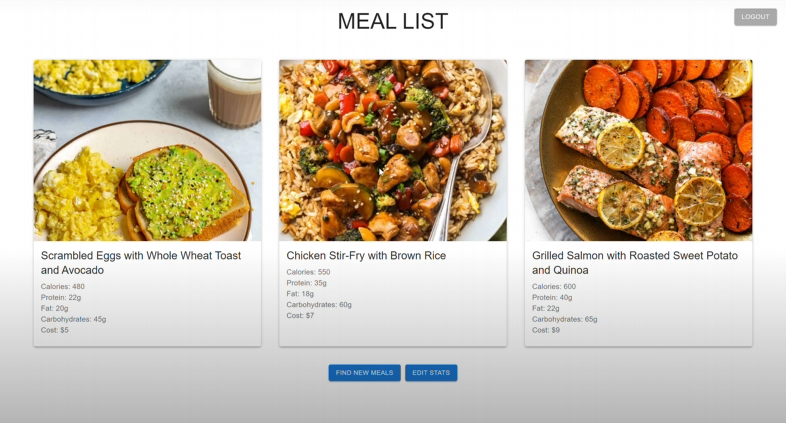 MEAL LIST
LOGOUT
Scrambled Eggs with Whole Wheat Toast
and Avocado
Calories: 480
Protein: 22g
Fat: 20g
Carbohydrates: 45g
Cost: $5
Chicken Stir-Fry with Brown Rice
Calories: 550
Protein: 35g
Fat: 18g
Carbohydrates: 60g
Cost: $7
Grilled Salmon with Roasted Sweet Potato
and Quinoa
Calories: 600
Protein: 40g
Fat: 22g
Carbohydrates: 65g
Cost: $9
FIND NEW MEALS
EDIT STATS